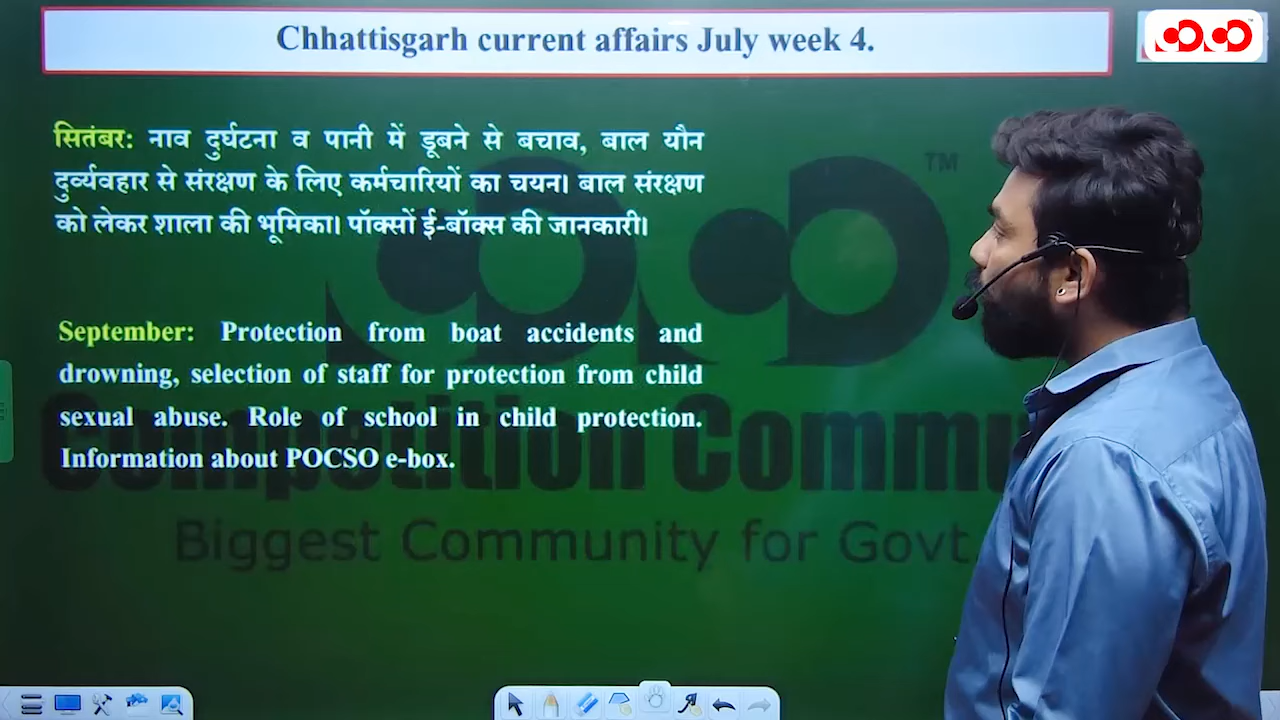 Chhattisgarh current affairs July week 4.
सितंबर: नाव दुर्घटना व पानी में डूबने से बचाव, बाल यौन
दुर्व्यवहार से संरक्षण के लिए कर्मचारियों का चयन। बाल संरक्षण
को लेकर शाला की भूमिका। पॉक्सों ई-बॉक्स की जानकारी।
TM
September: Protection from boat accidents and
drowning, selection of staff for protection from child
sexual abuse. Role of school in child protection.
Information about POCSO e-box.
Competition Commu
Biggest Community for Govt.